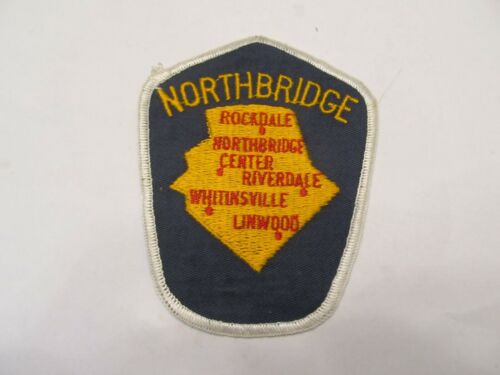 NORTHBRIDGE
ROCKDALE
NORTHBRIDGE
CENTER
RIVERDALE
WHITINSVILLE
LINWOOD